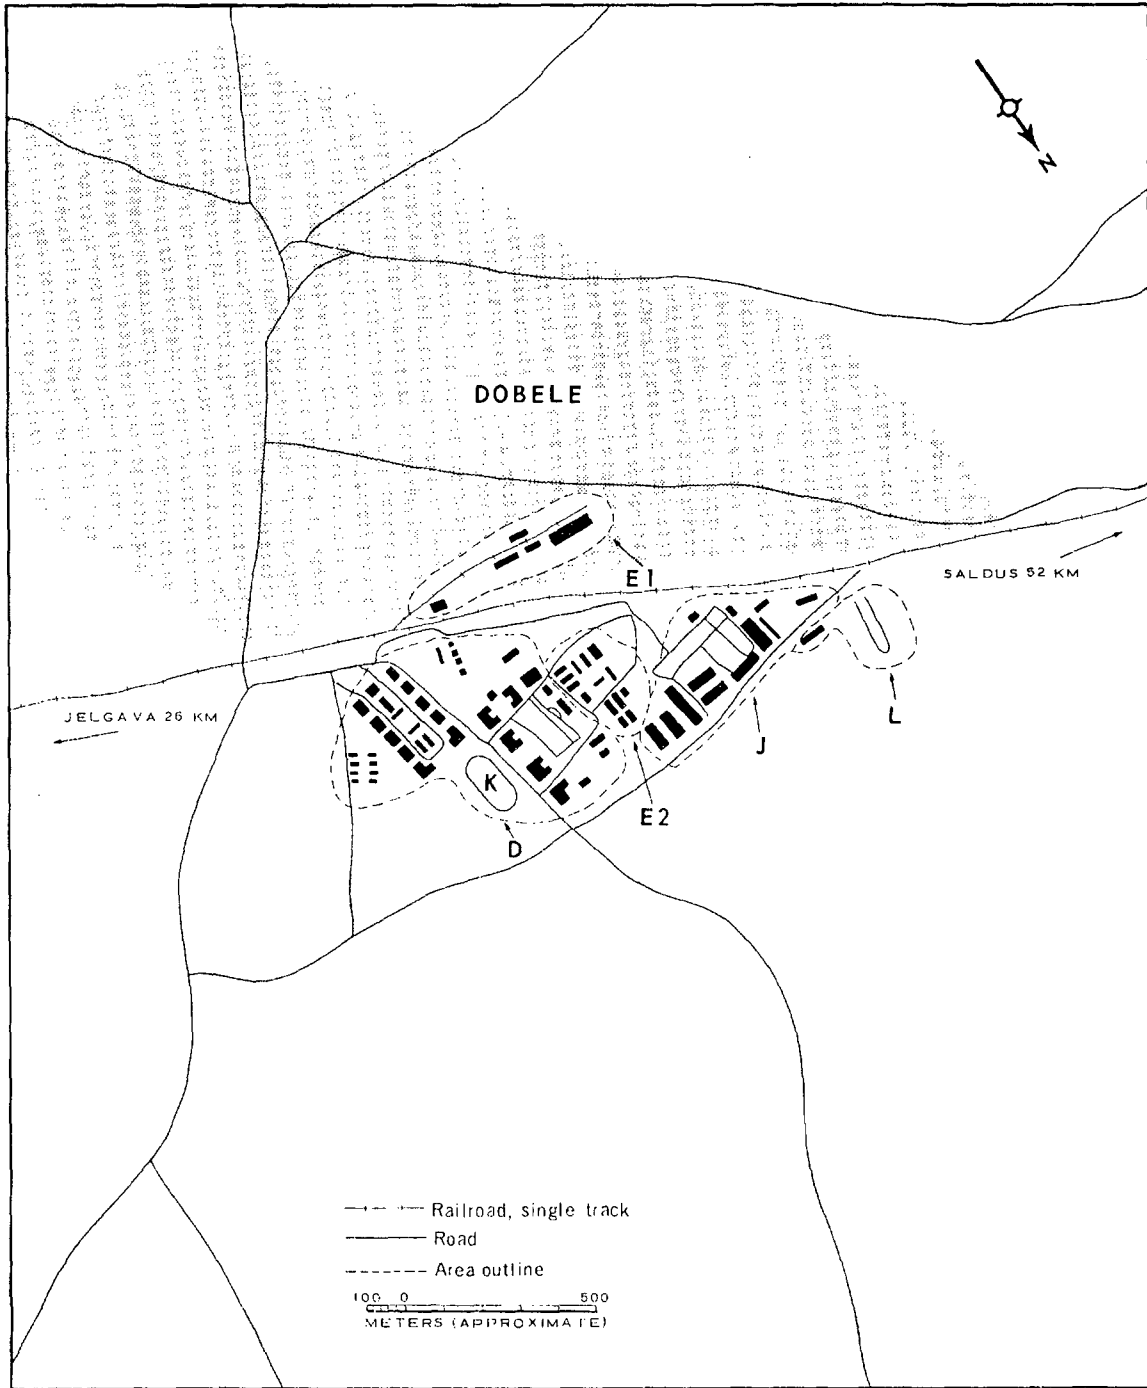 N
DOBELE
E1
SALDUS 52 KM
JELGAVA 26 KM
L
J
K
E2
D
Railroad, single track
Road
Area outline
100 0 500
METERS (APPROXIMATE)